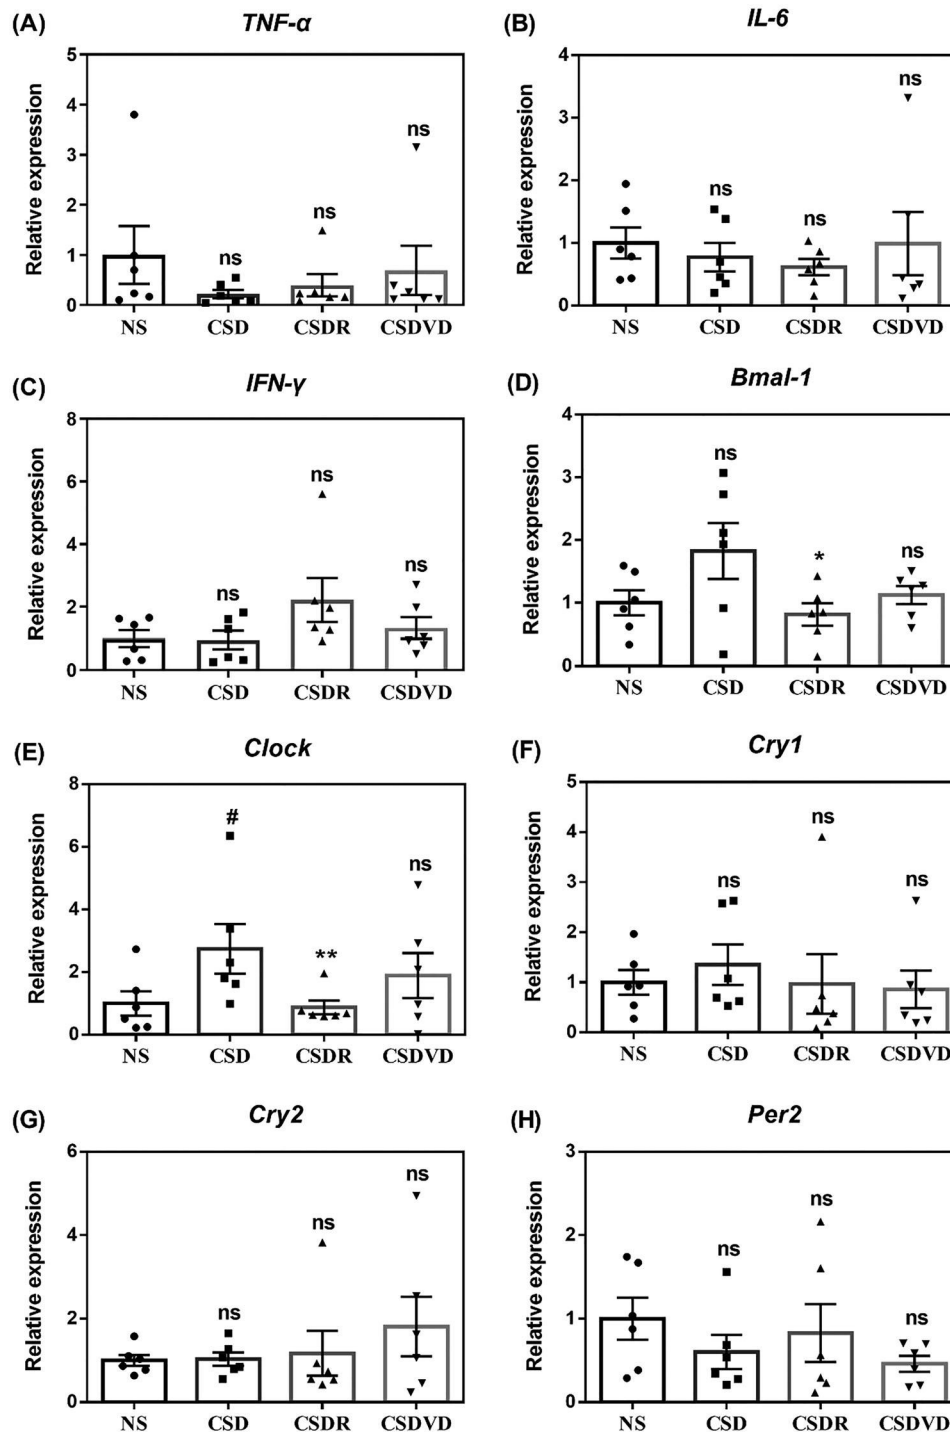 (A) TNF-α
Relative expression
5
4
3
2
1
0
ns
ns
ns
NS CSD CSDR CSDVD
(B) IL-6
Relative expression
4
3
2
1
0
ns
ns
ns
NS CSD CSDR CSDVD
(C) IFN-γ
Relative expression
8
6
4
2
0
ns
ns
ns
NS CSD CSDR CSDVD
(D) Bmal-1
Relative expression
4
3
2
1
0
ns
*
ns
NS CSD CSDR CSDVD
(E) Clock
Relative expression
8
6
4
2
0
#
**
ns
NS CSD CSDR CSDVD
(F) Cry1
Relative expression
5
4
3
2
1
0
ns
ns
ns
NS CSD CSDR CSDVD
(G) Cry2
Relative expression
6
4
2
0
ns
ns
ns
NS CSD CSDR CSDVD
(H) Per2
Relative expression
3
2
1
0
ns
ns
ns
NS CSD CSDR CSDVD